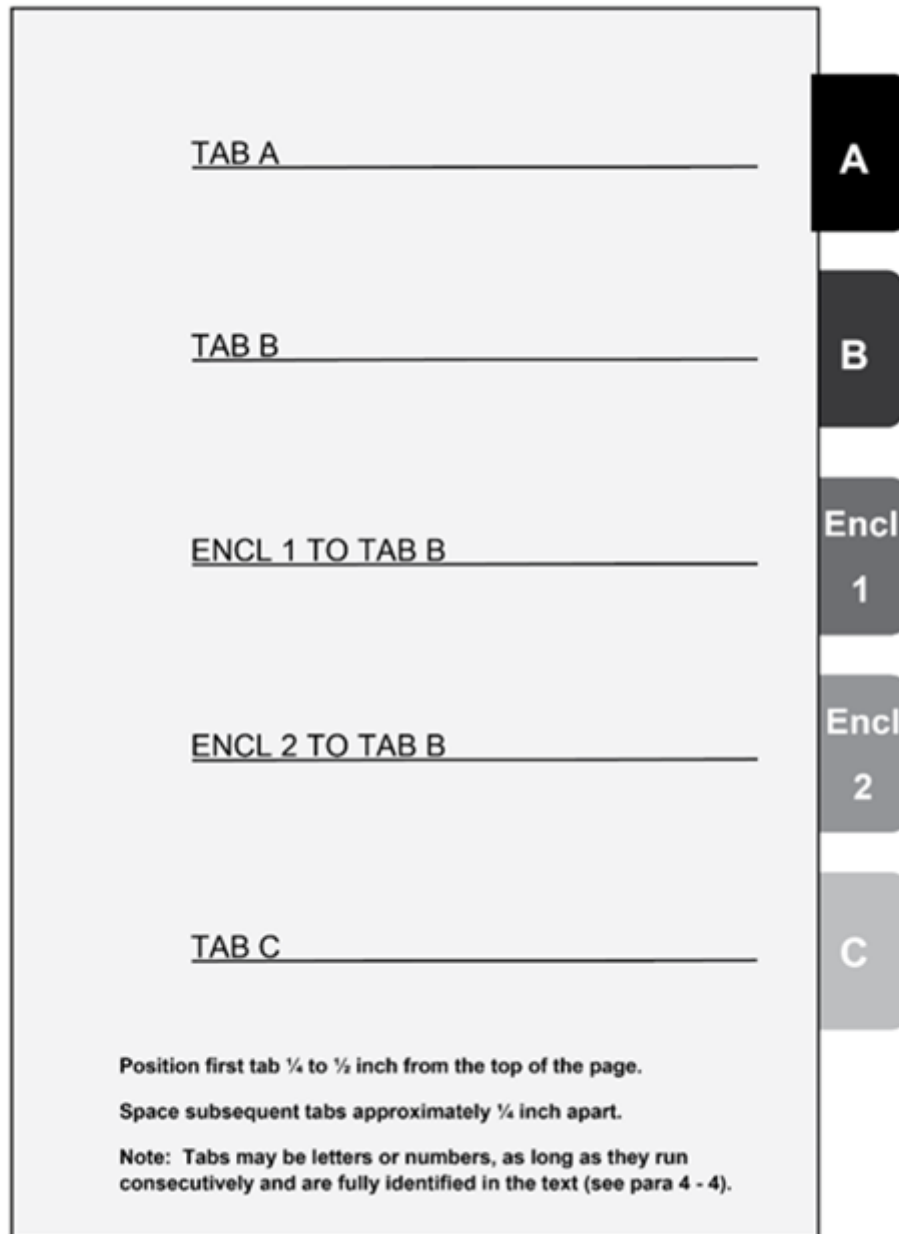 TAB A
A
TAB B
B
ENCL 1 TO TAB B
Encl
1
ENCL 2 TO TAB B
Encl
2
TAB C
C
Position first tab ¼ to ½ inch from the top of the page.
Space subsequent tabs approximately ¼ inch apart.
Note: Tabs may be letters or numbers, as long as they run
consecutively and are fully identified in the text (see para 4 - 4).